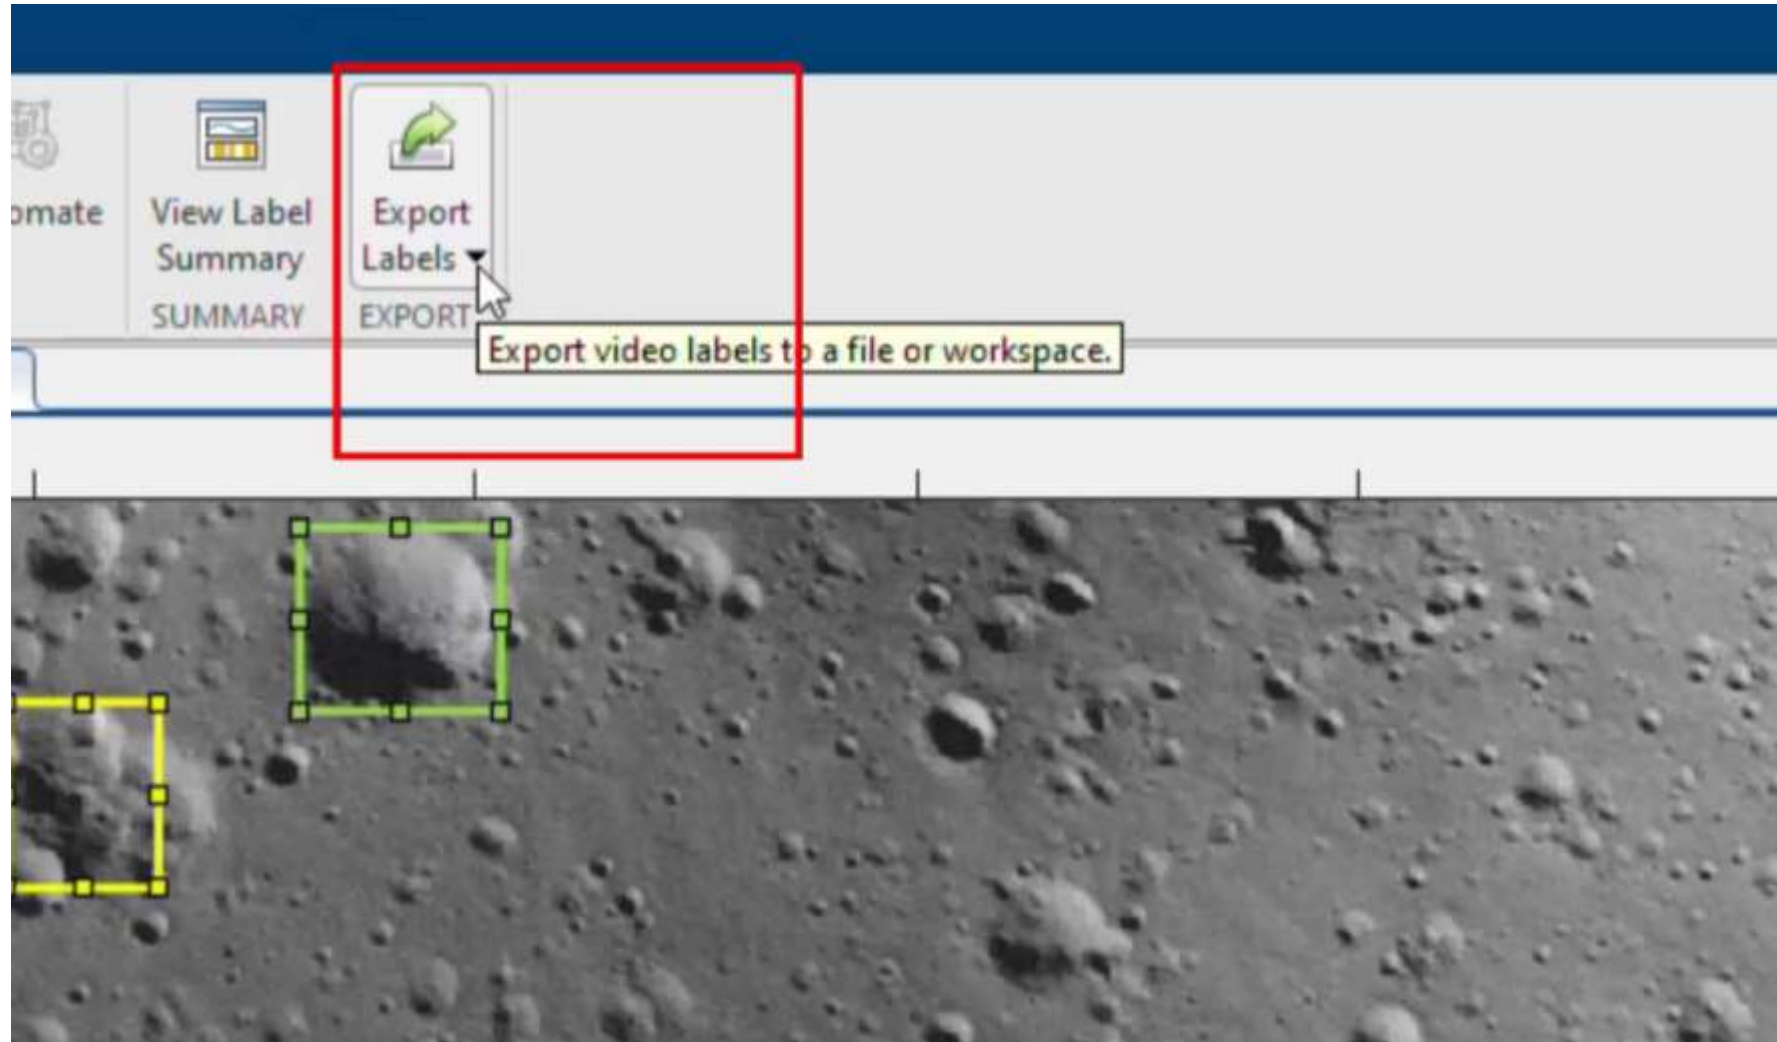 omate
View Label
Summary
SUMMARY
Export
Labels
EXPORT
Export video labels to a file or workspace.